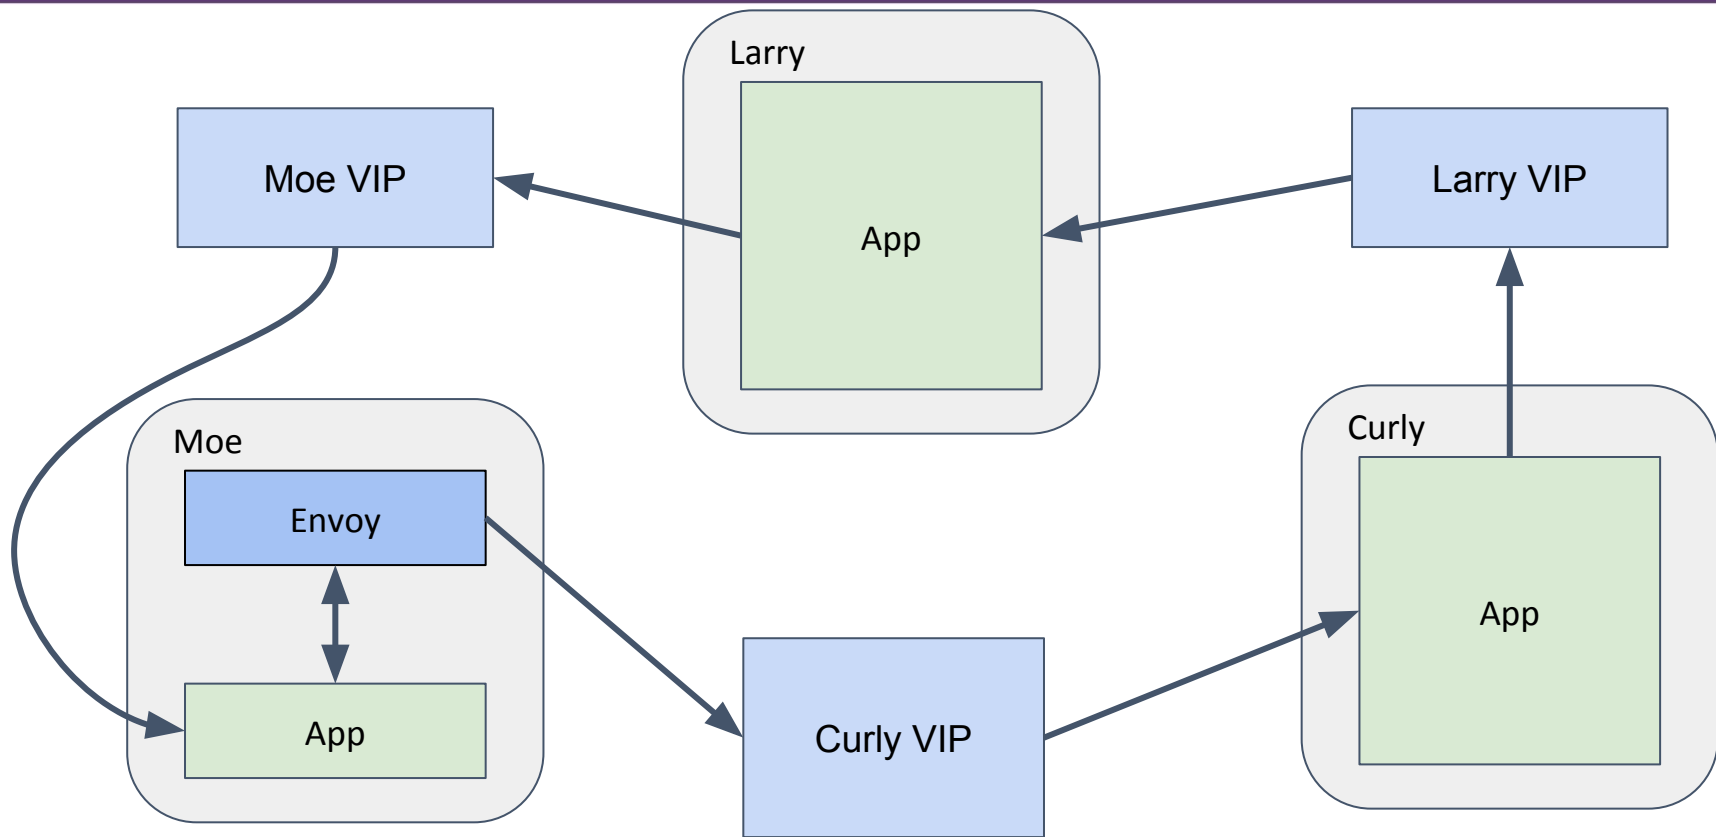 Larry
Moe VIP
App
Larry VIP
Moe
Envoy
App
Curly VIP
Curly
App